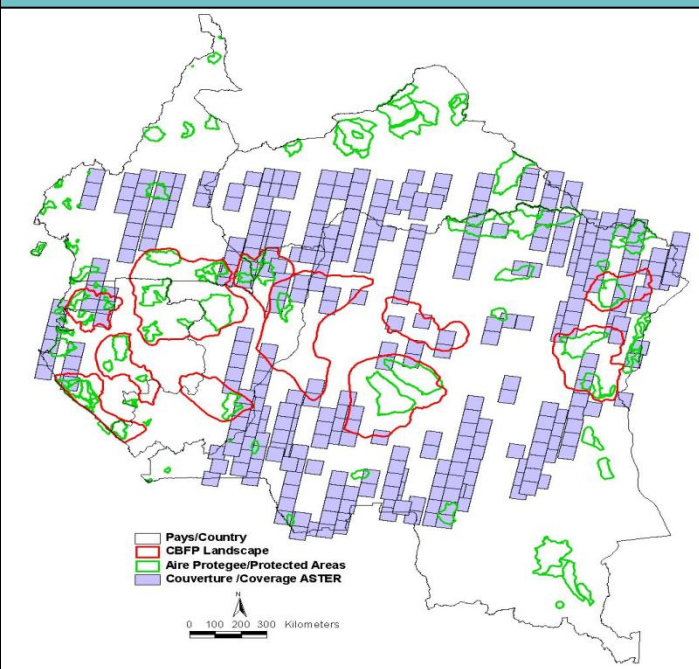 Pays/Country
CBFP Landscape
Aire Protegee/Protected Areas
Couverture /Coverage ASTER
N
0 100 200 300 Kilometers